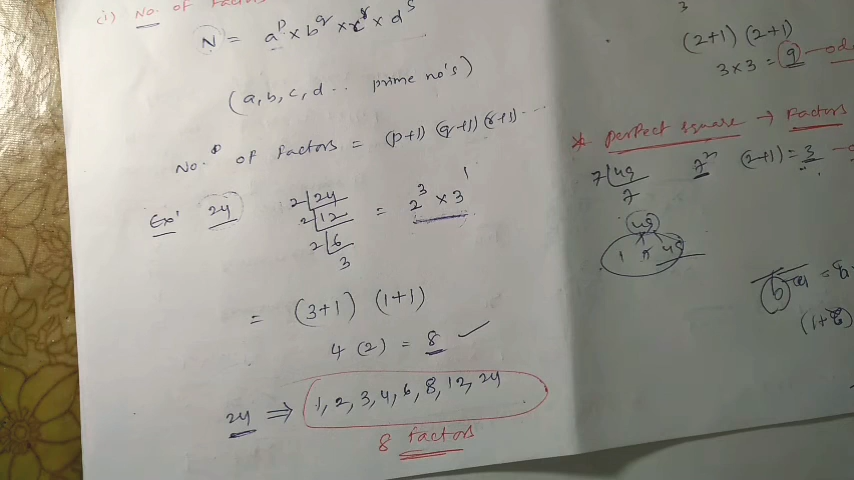 (i) No. of Factors
N = a^p × b^q × x^r × d^s
(a, b, c, d .. prime no's)
No. of Factors = (p+1) (q+1) (r+1) ...
Ex' 24
2 | 24
2 | 12
2 | 6
3
= 2^3 × 3^1
= (3+1) (1+1)
4 (2) = 8 ✓
24 ⇒ 1, 2, 3, 4, 6, 8, 12, 24
8 Factors
3
(2+1) (2+1)
3×3 = 9
* perfect square → Factors
7 | 49
7
7^2 (2+1) = 3
49
1 7 49